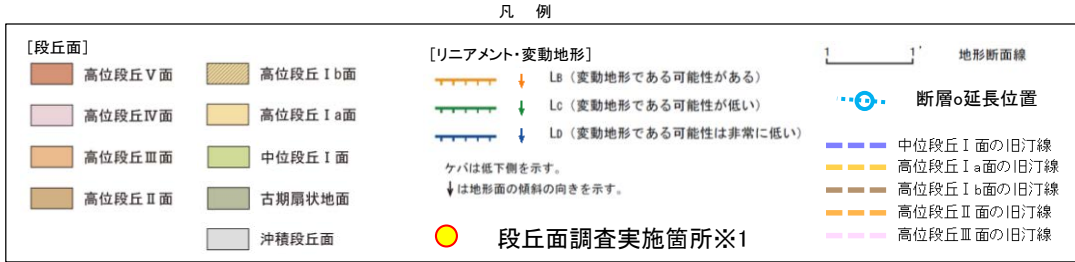 凡 例
[段丘面]
高位段丘Ⅴ面
高位段丘Ⅳ面
高位段丘Ⅲ面
高位段丘Ⅱ面
高位段丘Ⅰb面
高位段丘Ⅰa面
中位段丘Ⅰ面
古期扇状地面
沖積段丘面
[リニアメント・変動地形]
LB（変動地形である可能性がある）
LC（変動地形である可能性が低い）
LD（変動地形である可能性は非常に低い）
ケバは低下側を示す。
↓は地形面の傾斜の向きを示す。
段丘面調査実施箇所※1
1 1' 地形断面線
断層o延長位置
中位段丘Ⅰ面の旧汀線
高位段丘Ⅰa面の旧汀線
高位段丘Ⅰb面の旧汀線
高位段丘Ⅱ面の旧汀線
高位段丘Ⅲ面の旧汀線